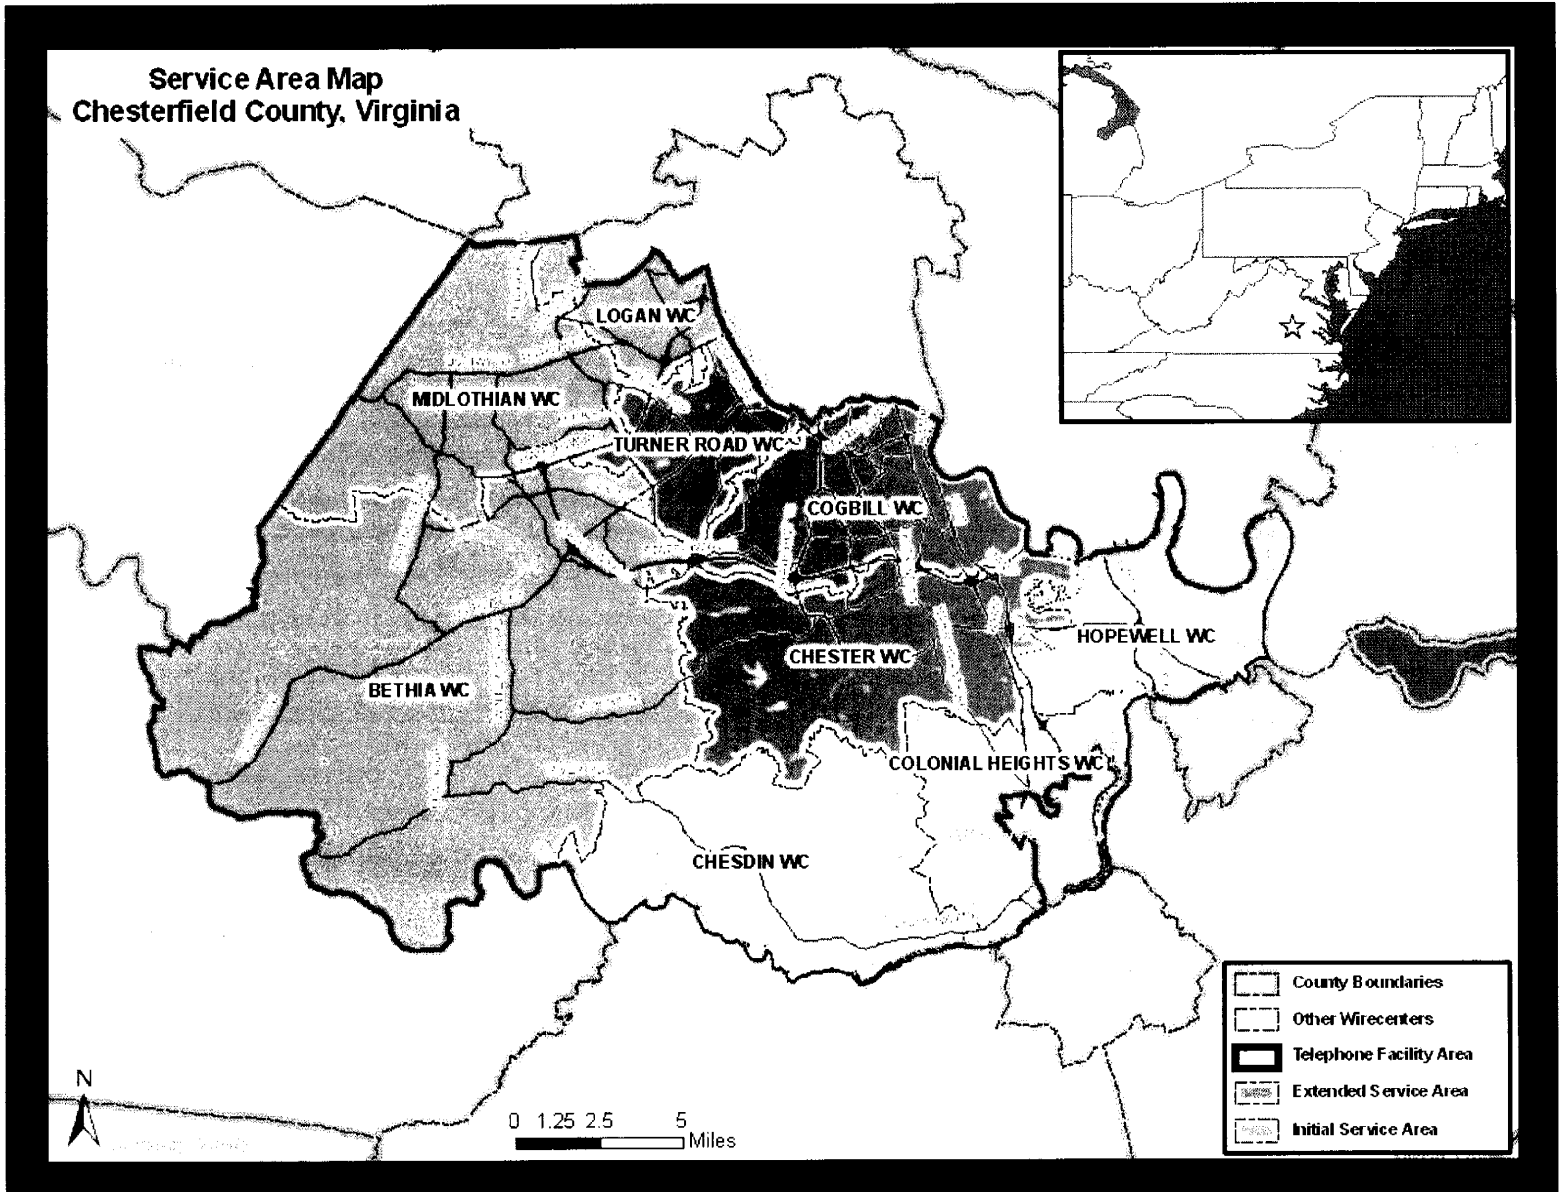 Service Area Map
Chesterfield County, Virginia
LOGAN WC
MIDLOTHIAN WC
TURNER ROAD WC
COGBILL WC
HOPEWELL WC
CHESTER WC
BETHIA WC
COLONIAL HEIGHTS WC
CHESDIN WC
County Boundaries
Other Wirecenters
Telephone Facility Area
Extended Service Area
Initial Service Area
N
0 1.25 2.5 5
Miles